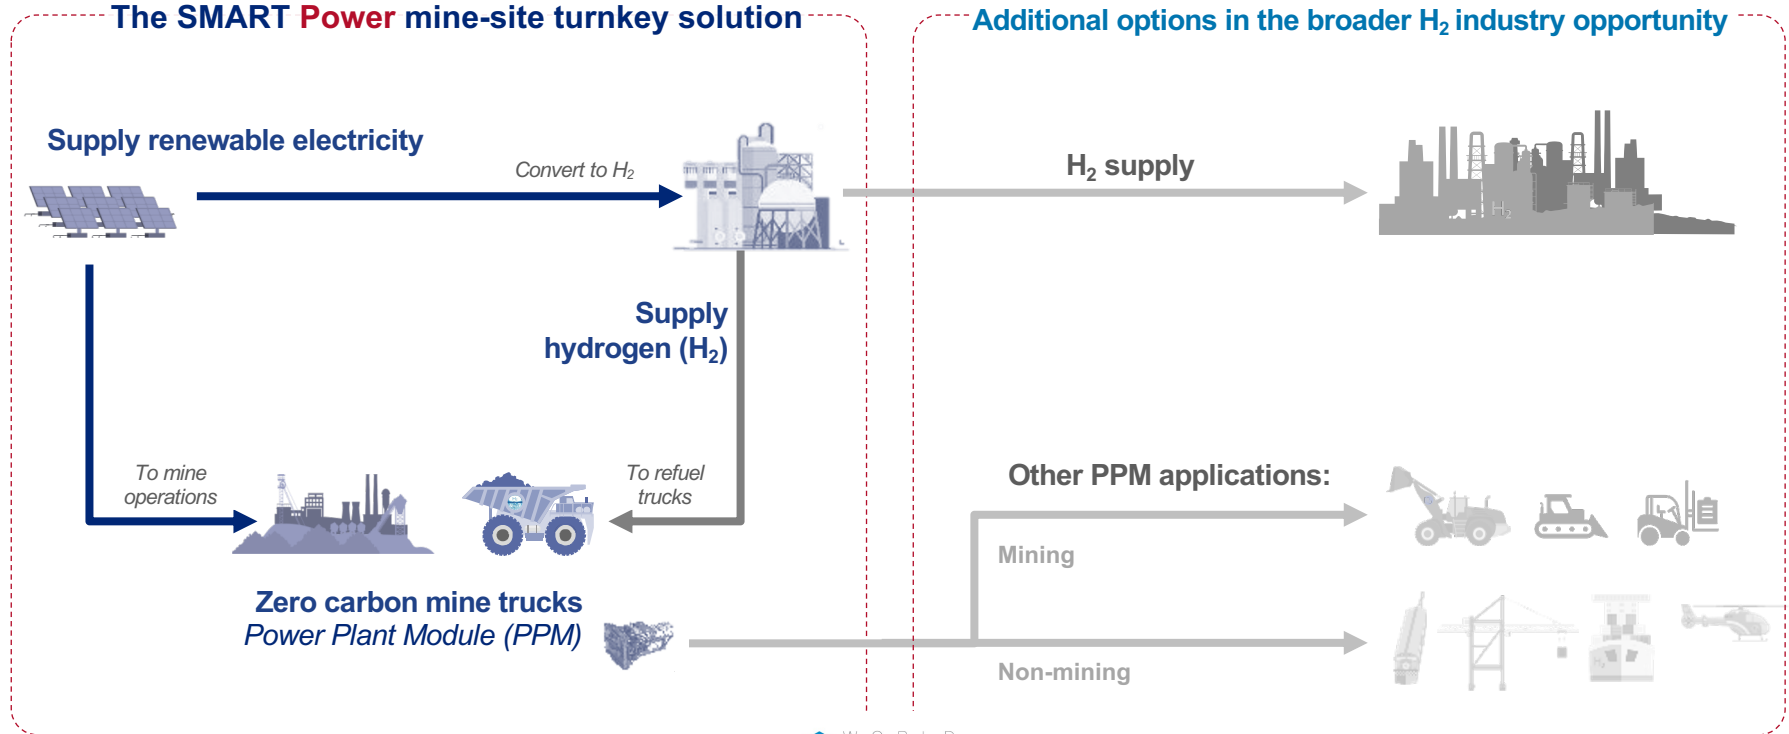 The SMART Power mine-site turnkey solution
Additional options in the broader H₂ industry opportunity
Supply renewable electricity
Convert to H₂
H₂ supply
H₂
Supply
hydrogen (H₂)
To mine
operations
To refuel
trucks
Other PPM applications:
Mining
Zero carbon mine trucks
Power Plant Module (PPM)
Non-mining